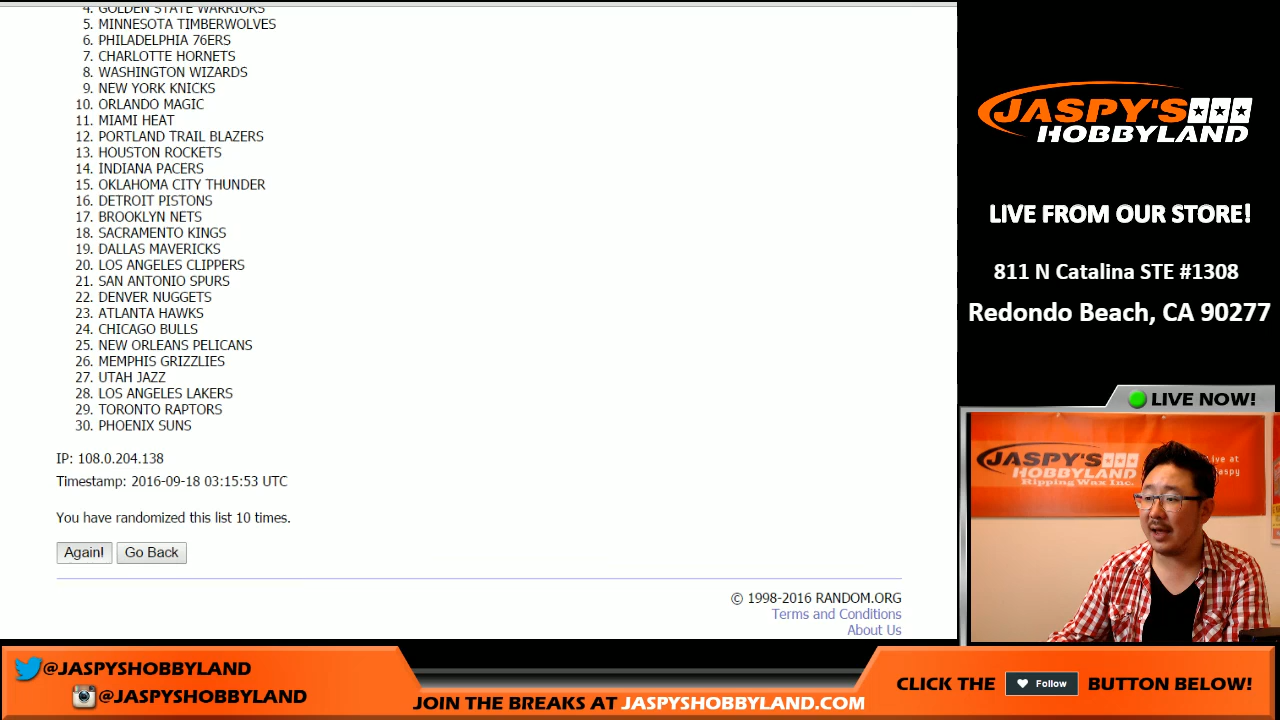 4. GOLDEN STATE WARRIORS
5. MINNESOTA TIMBERWOLVES
6. PHILADELPHIA 76ERS
7. CHARLOTTE HORNETS
8. WASHINGTON WIZARDS
9. NEW YORK KNICKS
10. ORLANDO MAGIC
11. MIAMI HEAT
12. PORTLAND TRAIL BLAZERS
13. HOUSTON ROCKETS
14. INDIANA PACERS
15. OKLAHOMA CITY THUNDER
16. DETROIT PISTONS
17. BROOKLYN NETS
18. SACRAMENTO KINGS
19. DALLAS MAVERICKS
20. LOS ANGELES CLIPPERS
21. SAN ANTONIO SPURS
22. DENVER NUGGETS
23. ATLANTA HAWKS
24. CHICAGO BULLS
25. NEW ORLEANS PELICANS
26. MEMPHIS GRIZZLIES
27. UTAH JAZZ
28. LOS ANGELES LAKERS
29. TORONTO RAPTORS
30. PHOENIX SUNS
IP: 108.0.204.138
Timestamp: 2016-09-18 03:15:53 UTC
You have randomized this list 10 times.
Again! Go Back
© 1998-2016 RANDOM.ORG
Terms and Conditions
About Us
JASPY'S
HOBBYLAND
LIVE FROM OUR STORE!
811 N Catalina STE #1308
Redondo Beach, CA 90277
LIVE NOW!
JASPY'S
HOBBYLAND
Ripping Wax Inc.
Live at
Jaspy
@JASPYSHOBBYLAND
@JASPYSHOBBYLAND
JOIN THE BREAKS AT JASPYSHOBBYLAND.COM
CLICK THE Follow BUTTON BELOW!